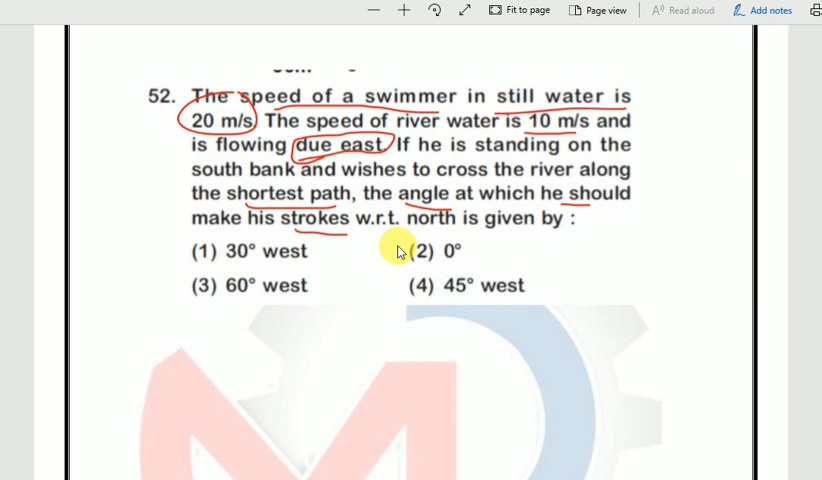 Fit to page
Page view
Read aloud
Add notes
52. The speed of a swimmer in still water is
20 m/s. The speed of river water is 10 m/s and
is flowing due east. If he is standing on the
south bank and wishes to cross the river along
the shortest path, the angle at which he should
make his strokes w.r.t. north is given by :
(1) 30° west (2) 0°
(3) 60° west (4) 45° west